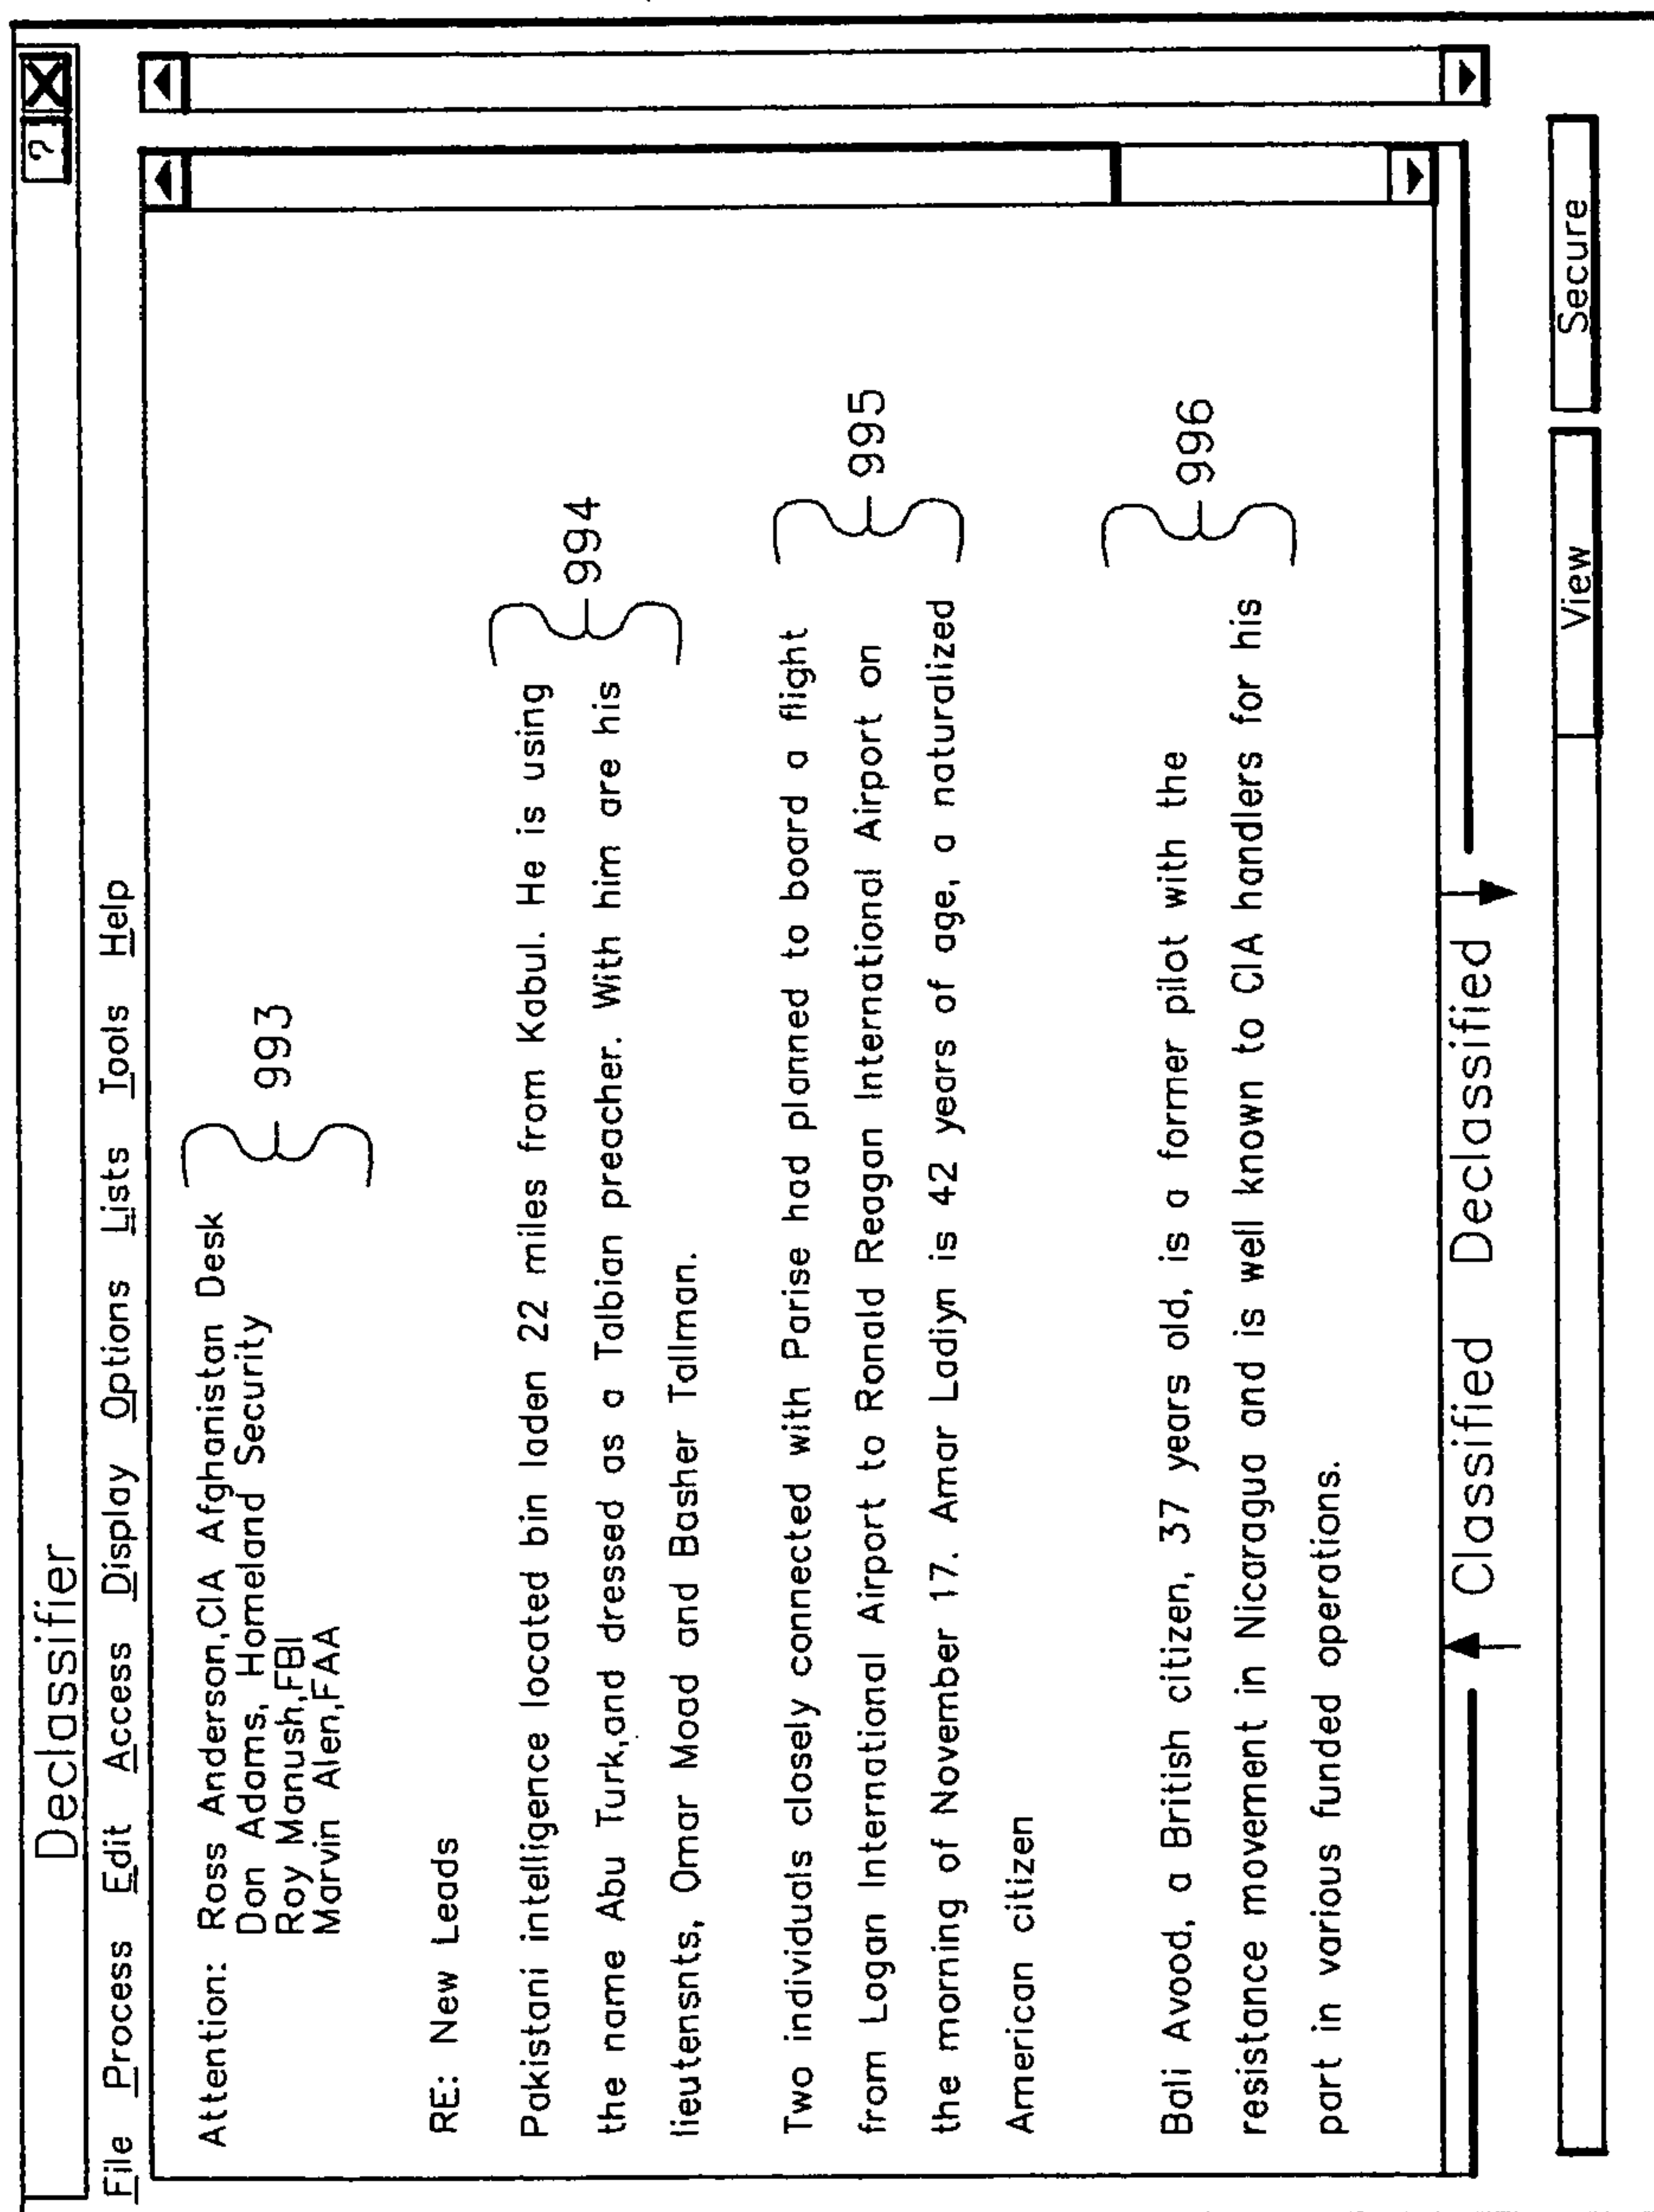 Declassifier
? X
File Process Edit Access Display Options Lists Tools Help
Attention: Ross Anderson,CIA Afghanistan Desk
Don Adams, Homeland Security
Roy Manush,FBI
Marvin Alen,FAA
993
RE: New Leads
Pakistani intelligence located bin laden 22 miles from Kabul. He is using
the name Abu Turk,and dressed as a Talbian preacher. With him are his
lieutensnts, Omar Moad and Basher Tallman.
994
Two individuals closely connected with Parise had planned to board a flight
from Logan International Airport to Ronald Reagan International Airport on
the morning of November 17. Amar Ladiyn is 42 years of age, a naturalized
American citizen
995
Bali Avood, a British citizen, 37 years old, is a former pilot with the
resistance movement in Nicaragua and is well known to CIA handlers for his
part in various funded operations.
996
Classified Declassified
View Secure